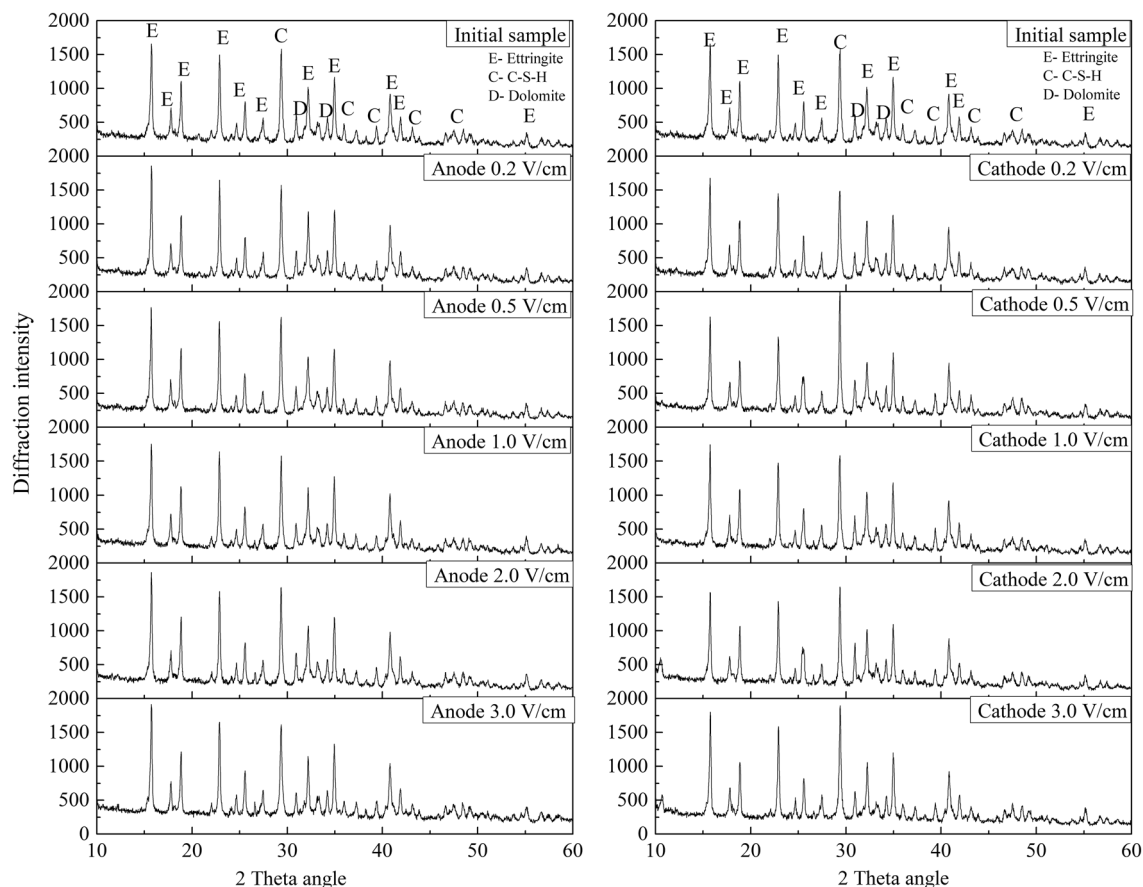 Diffraction intensity
2000
1500
1000
500
E
E
E
E
E
E
C
D
E
D
E
C
C
E
E
C
C
E
Initial sample
E- Ettringite
C- C-S-H
D- Dolomite
2000
1500
1000
500
Anode 0.2 V/cm
2000
1500
1000
500
Anode 0.5 V/cm
2000
1500
1000
500
Anode 1.0 V/cm
2000
1500
1000
500
Anode 2.0 V/cm
2000
1500
1000
500
0
Anode 3.0 V/cm
10 20 30 40 50 60
2 Theta angle
2000
1500
1000
500
E
E
E
E
E
E
C
D
E
D
E
C
C
E
E
C
C
E
Initial sample
E- Ettringite
C- C-S-H
D- Dolomite
2000
1500
1000
500
Cathode 0.2 V/cm
2000
1500
1000
500
Cathode 0.5 V/cm
2000
1500
1000
500
Cathode 1.0 V/cm
2000
1500
1000
500
Cathode 2.0 V/cm
2000
1500
1000
500
0
Cathode 3.0 V/cm
10 20 30 40 50 60
2 Theta angle